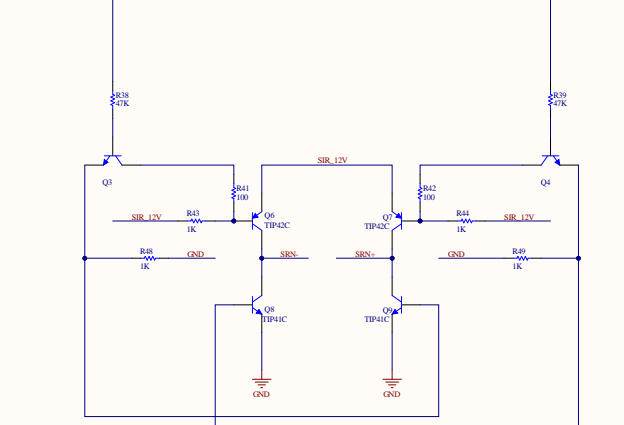 R38
47K
R39
47K
SIR_12V
Q3
Q4
R41
100
R42
100
SIR_12V
R43
1K
Q6
TIP42C
Q7
TIP42C
R44
1K
SIR_12V
R48
1K
GND
SRN-
SRN+
GND
R49
1K
Q8
TIP41C
Q9
TIP41C
GND
GND